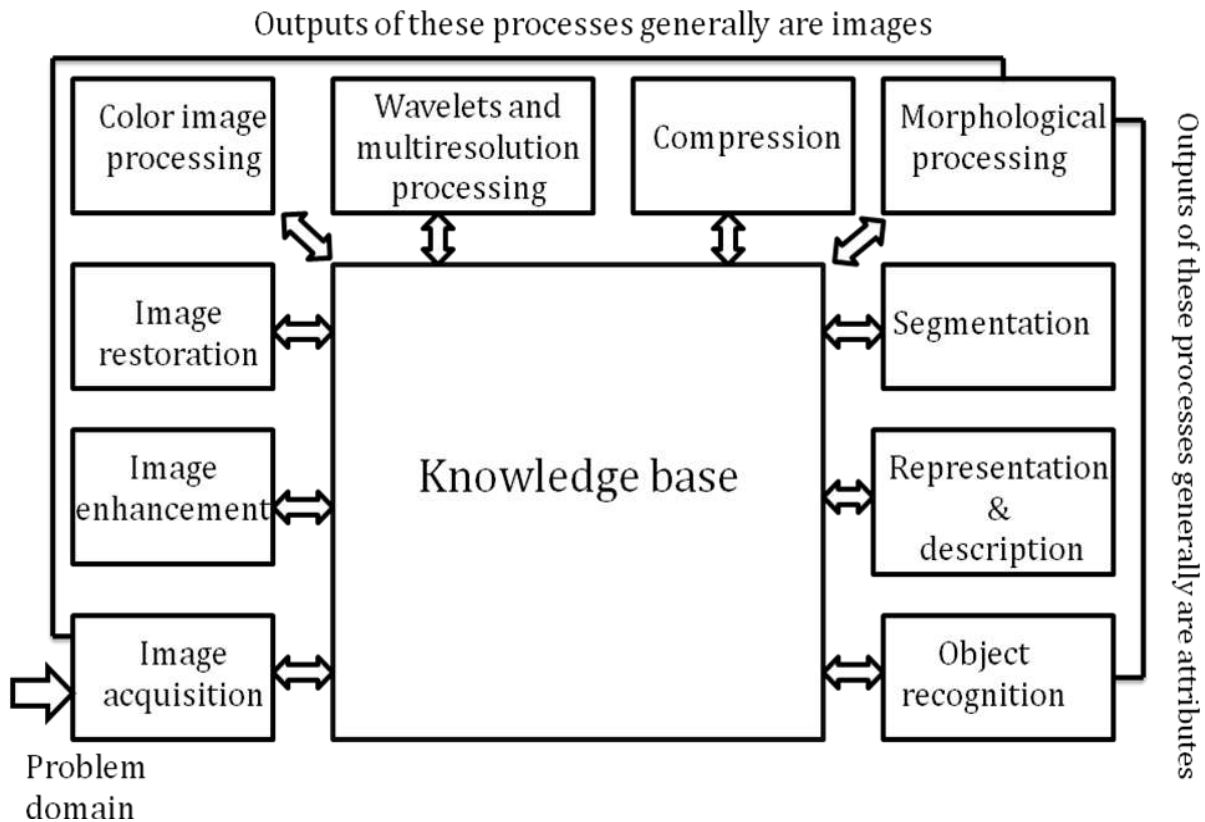 Outputs of these processes generally are images
Color image
processing
Wavelets and
multiresolution
processing
Compression
Morphological
processing
Outputs of these processes generally are attributes
Image
restoration
Segmentation
Image
enhancement
Knowledge base
Representation
&
description
Image
acquisition
Object
recognition
Problem
domain